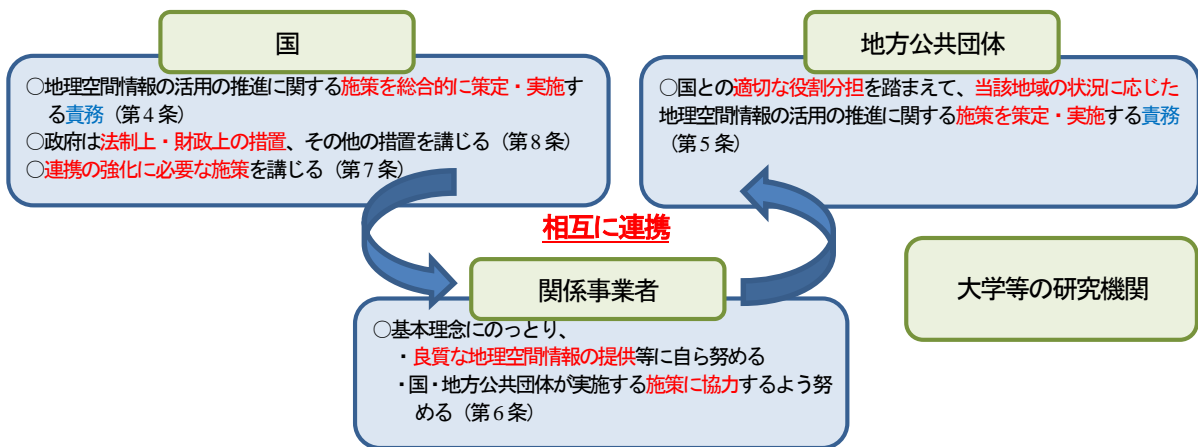 国
○地理空間情報の活用の推進に関する施策を総合的に策定・実施す
る責務（第４条）
○政府は法制上・財政上の措置、その他の措置を講じる（第８条）
○連携の強化に必要な施策を講じる（第７条）
地方公共団体
○国との適切な役割分担を踏まえて、当該地域の状況に応じた
地理空間情報の活用の推進に関する施策を策定・実施する責務
（第５条）
相互に連携
関係事業者
○基本理念にのっとり、
・良質な地理空間情報の提供等に自ら努める
・国・地方公共団体が実施する施策に協力するよう努
める（第６条）
大学等の研究機関